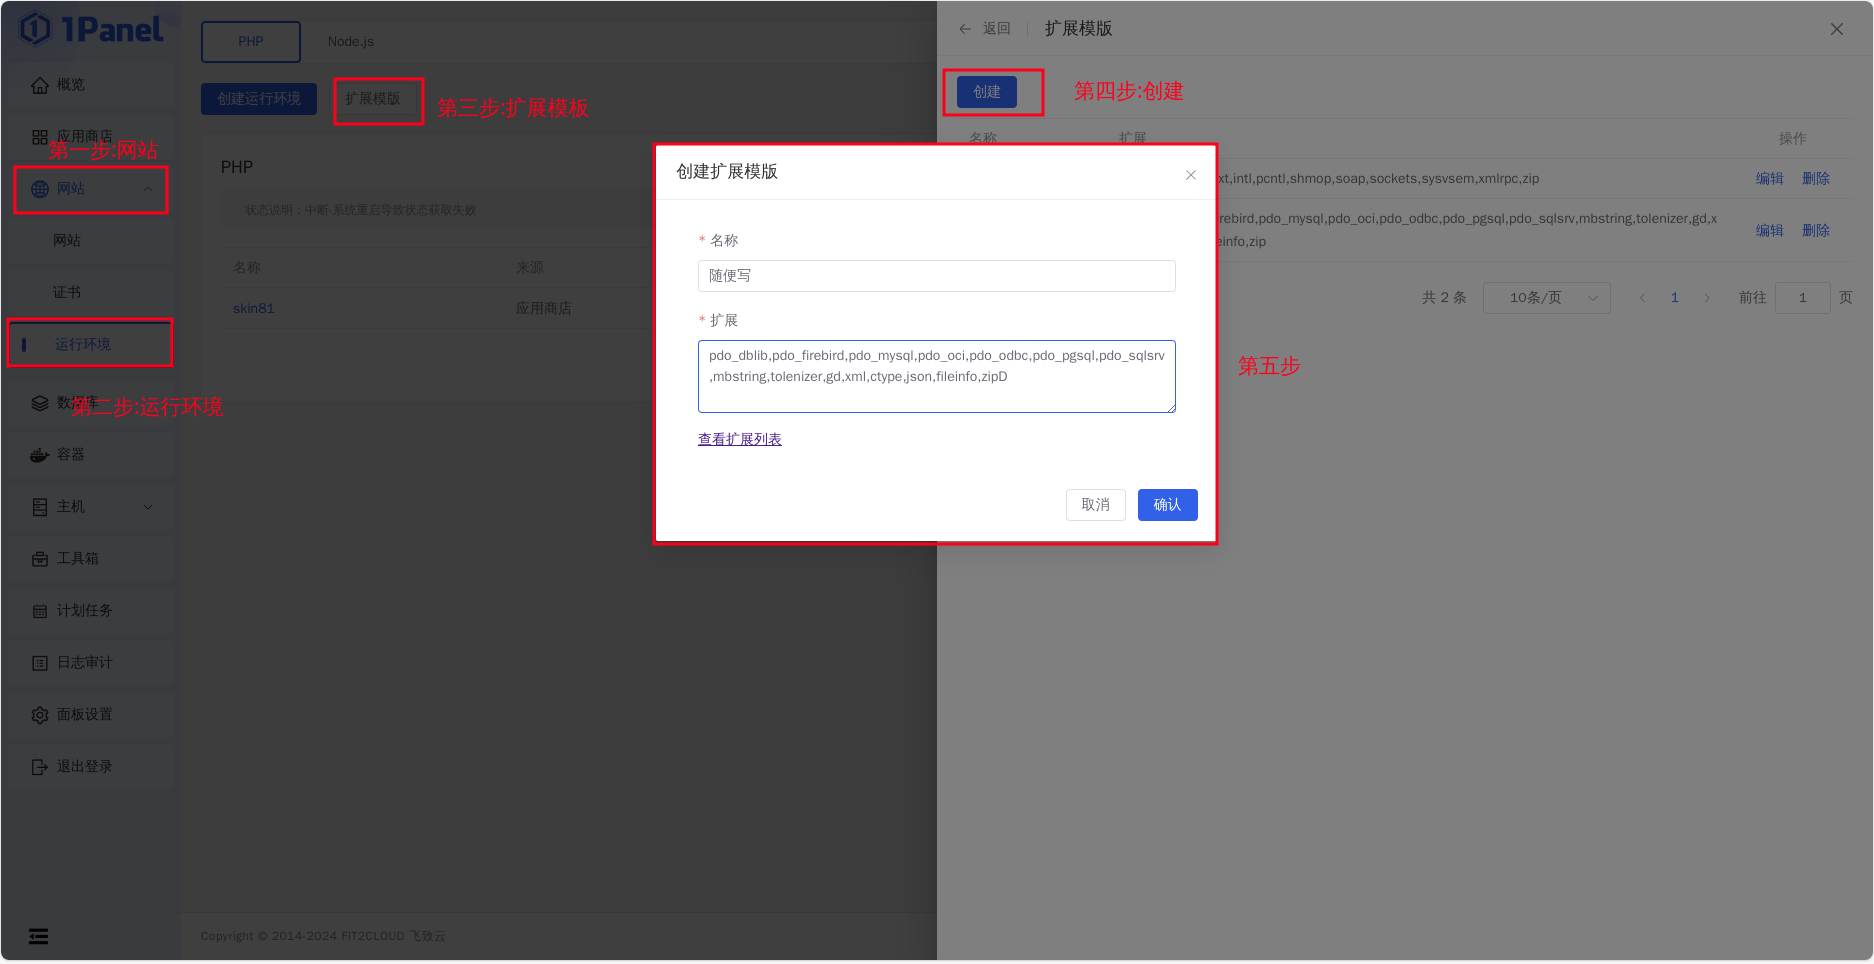 1Panel
概览
应用商店
第一步:网站
网站
网站
证书
运行环境
数据库
第二步:运行环境
容器
主机
工具箱
计划任务
日志审计
面板设置
退出登录
PHP
Node.js
创建运行环境
扩展模版
第三步:扩展模板
PHP
状态说明：中断-系统重启导致状态获取失败
名称
来源
skin81
应用商店
Copyright © 2014-2024 FIT2CLOUD 飞致云
返回
扩展模版
创建
第四步:创建
名称
扩展
操作
xt,intl,pcntl,shmop,soap,sockets,sysvsem,xmlrpc,zip
编辑
删除
irebird,pdo_mysql,pdo_oci,pdo_odbc,pdo_pgsql,pdo_sqlsrv,mbstring,tolenizer,gd,x
einfo,zip
编辑
删除
共 2 条
10条/页
1
前往
1
页
创建扩展模版
* 名称
随便写
* 扩展
pdo_dblib,pdo_firebird,pdo_mysql,pdo_oci,pdo_odbc,pdo_pgsql,pdo_sqlsrv
,mbstring,tolenizer,gd,xml,ctype,json,fileinfo,zipD
查看扩展列表
取消
确认
第五步